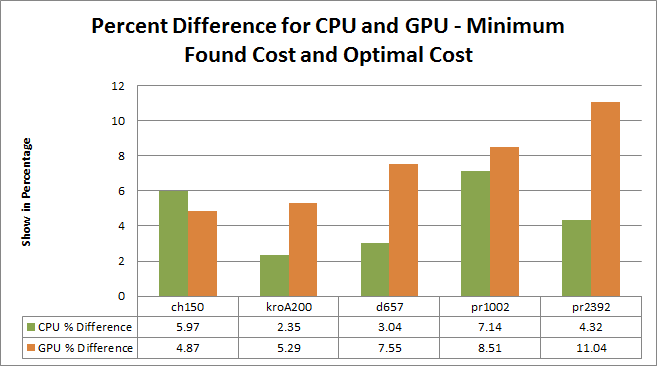 Percent Difference for CPU and GPU - Minimum
Found Cost and Optimal Cost
Show in Percentage
12
10
8
6
4
2
0
ch150 kroA200 d657 pr1002 pr2392
CPU % Difference 5.97 2.35 3.04 7.14 4.32
GPU % Difference 4.87 5.29 7.55 8.51 11.04